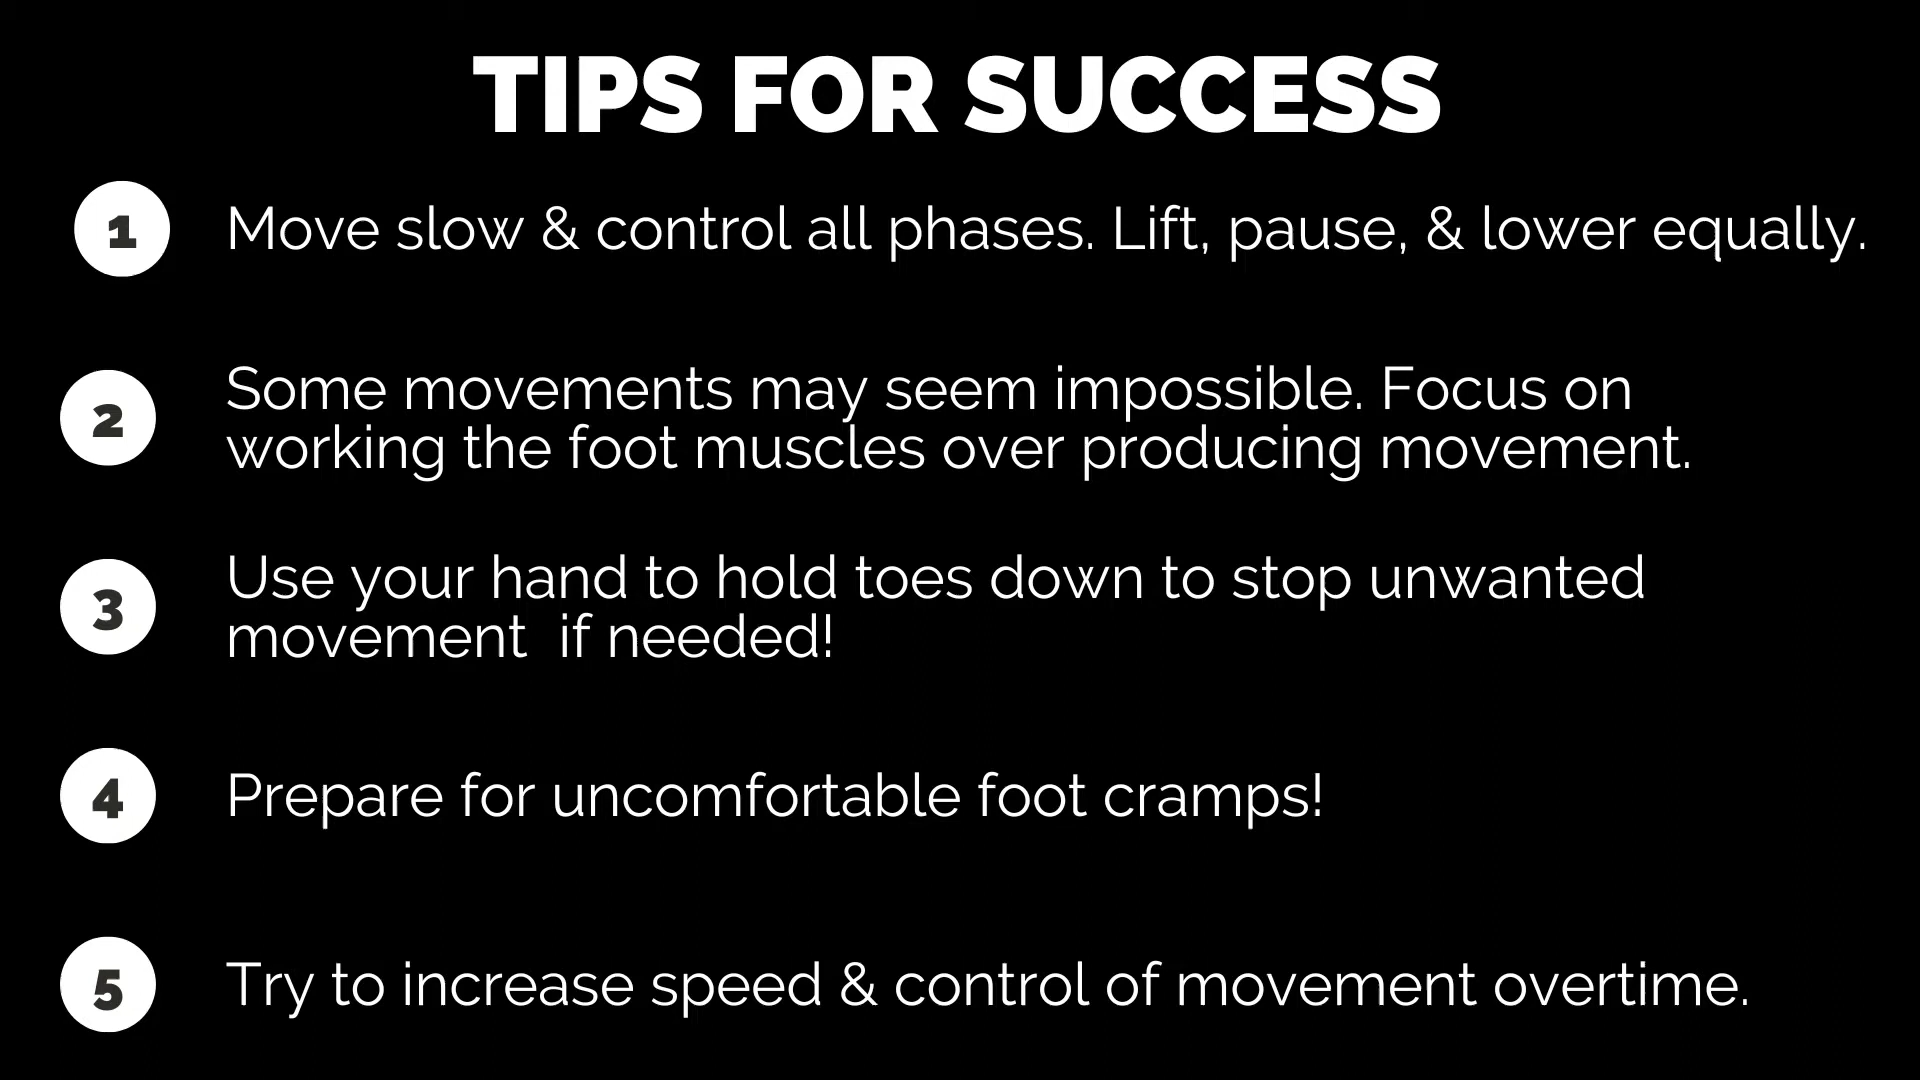 TIPS FOR SUCCESS
1 Move slow & control all phases. Lift, pause, & lower equally.
2 Some movements may seem impossible. Focus on
working the foot muscles over producing movement.
3 Use your hand to hold toes down to stop unwanted
movement  if needed!
4 Prepare for uncomfortable foot cramps!
5 Try to increase speed & control of movement overtime.